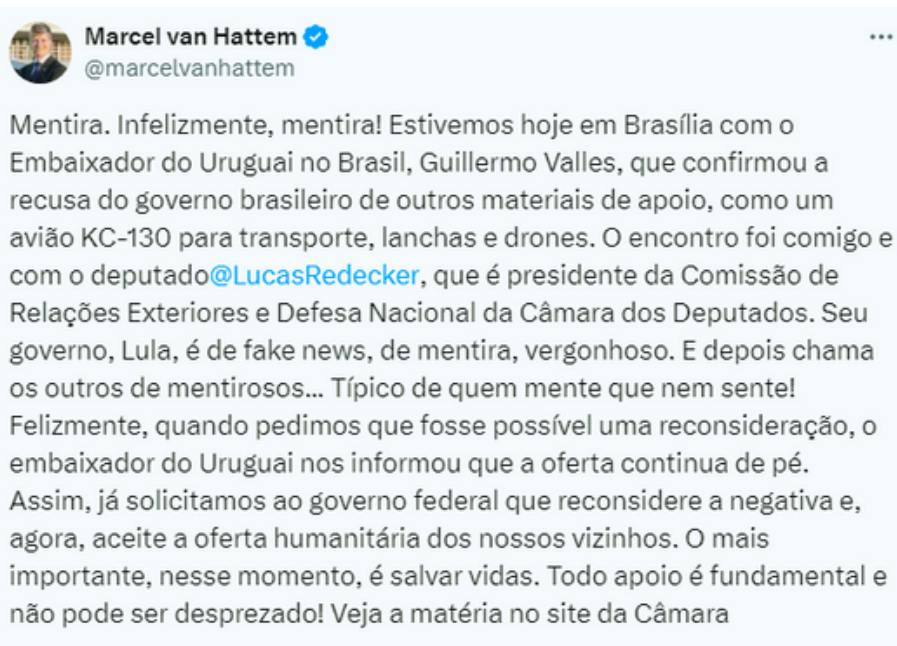 Marcel van Hattem
@marcelvanhattem
Mentira. Infelizmente, mentira! Estivemos hoje em Brasília com o
Embaixador do Uruguai no Brasil, Guillermo Valles, que confirmou a
recusa do governo brasileiro de outros materiais de apoio, como um
avião KC-130 para transporte, lanchas e drones. O encontro foi comigo e
com o deputado@LucasRedecker, que é presidente da Comissão de
Relações Exteriores e Defesa Nacional da Câmara dos Deputados. Seu
governo, Lula, é de fake news, de mentira, vergonhoso. E depois chama
os outros de mentirosos... Típico de quem mente que nem sente!
Felizmente, quando pedimos que fosse possível uma reconsideração, o
embaixador do Uruguai nos informou que a oferta continua de pé.
Assim, já solicitamos ao governo federal que reconsidere a negativa e,
agora, aceite a oferta humanitária dos nossos vizinhos. O mais
importante, nesse momento, é salvar vidas. Todo apoio é fundamental e
não pode ser desprezado! Veja a matéria no site da Câmara